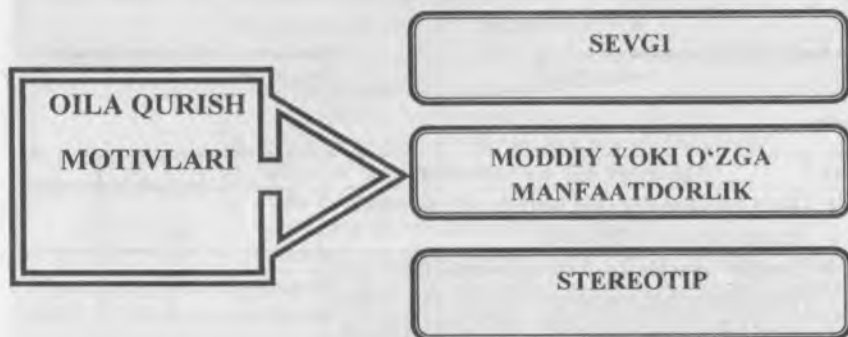 OILA QURISH
MOTIVLARI
SEVGI
MODDIY YOKI O‘ZGA
MANFAATDORLIK
STEREOTIP